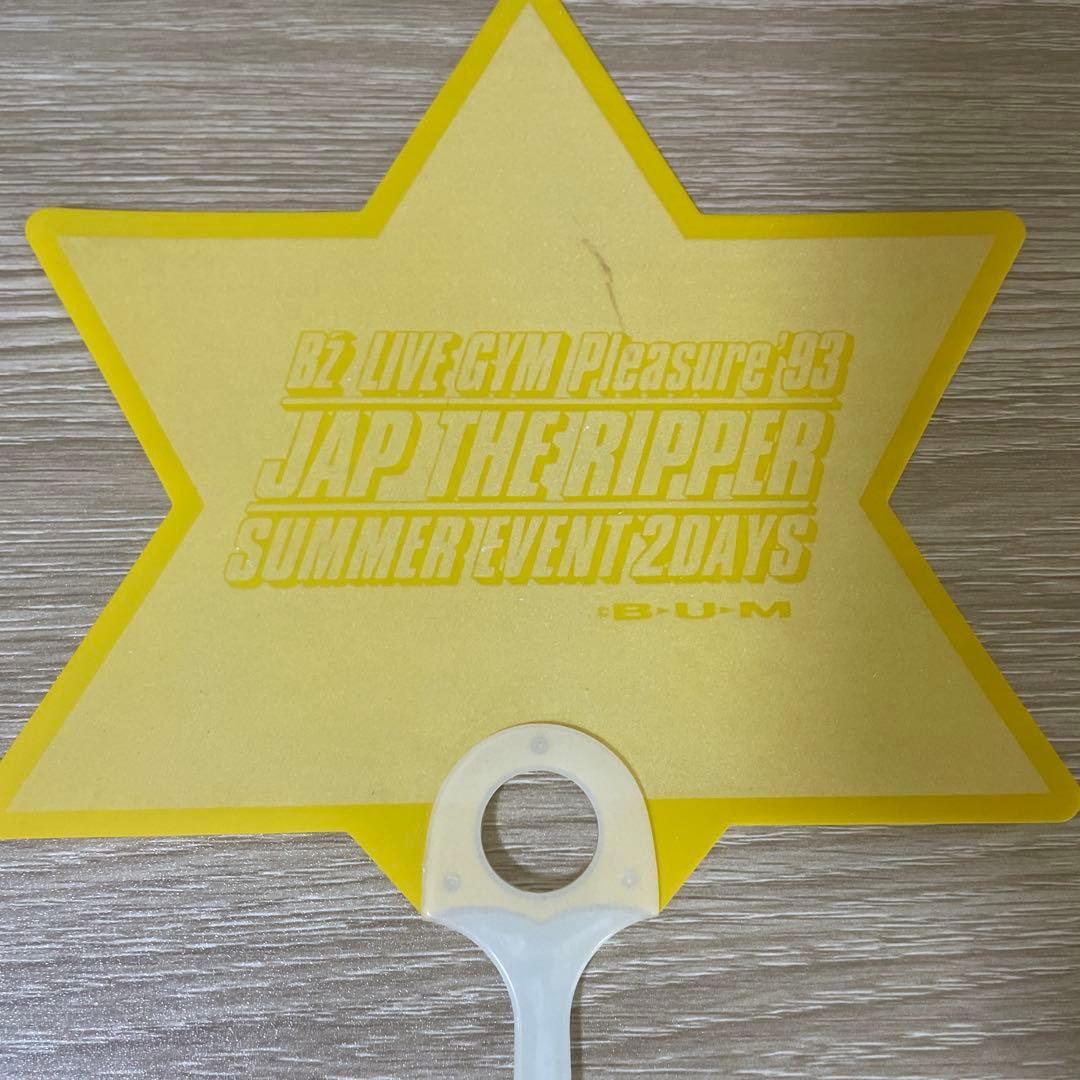 B'z LIVE GYM Pleasure '93
JAP THE RIPPER
SUMMER EVENT 2DAYS
©B▸U▸M